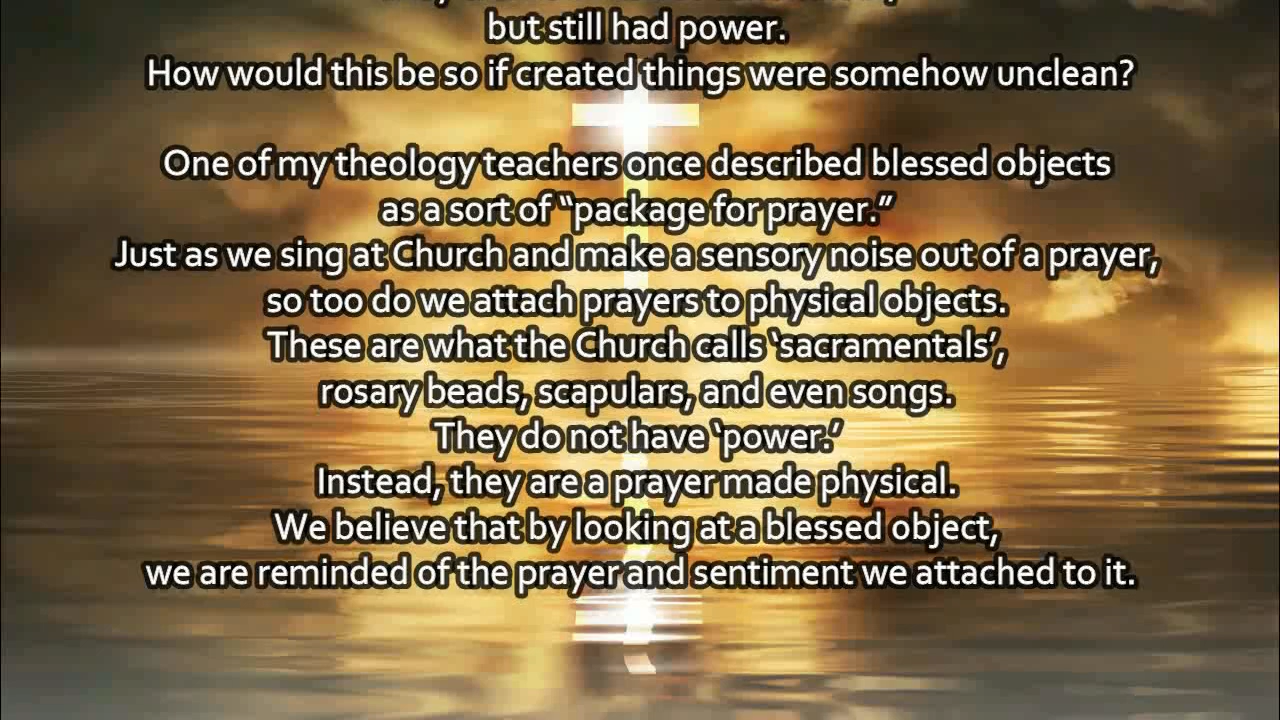 but still had power.
How would this be so if created things were somehow unclean?
One of my theology teachers once described blessed objects
as a sort of “package for prayer.”
Just as we sing at Church and make a sensory noise out of a prayer,
so too do we attach prayers to physical objects.
These are what the Church calls ‘sacramentals’,
rosary beads, scapulars, and even songs.
They do not have ‘power.’
Instead, they are a prayer made physical.
We believe that by looking at a blessed object,
we are reminded of the prayer and sentiment we attached to it.